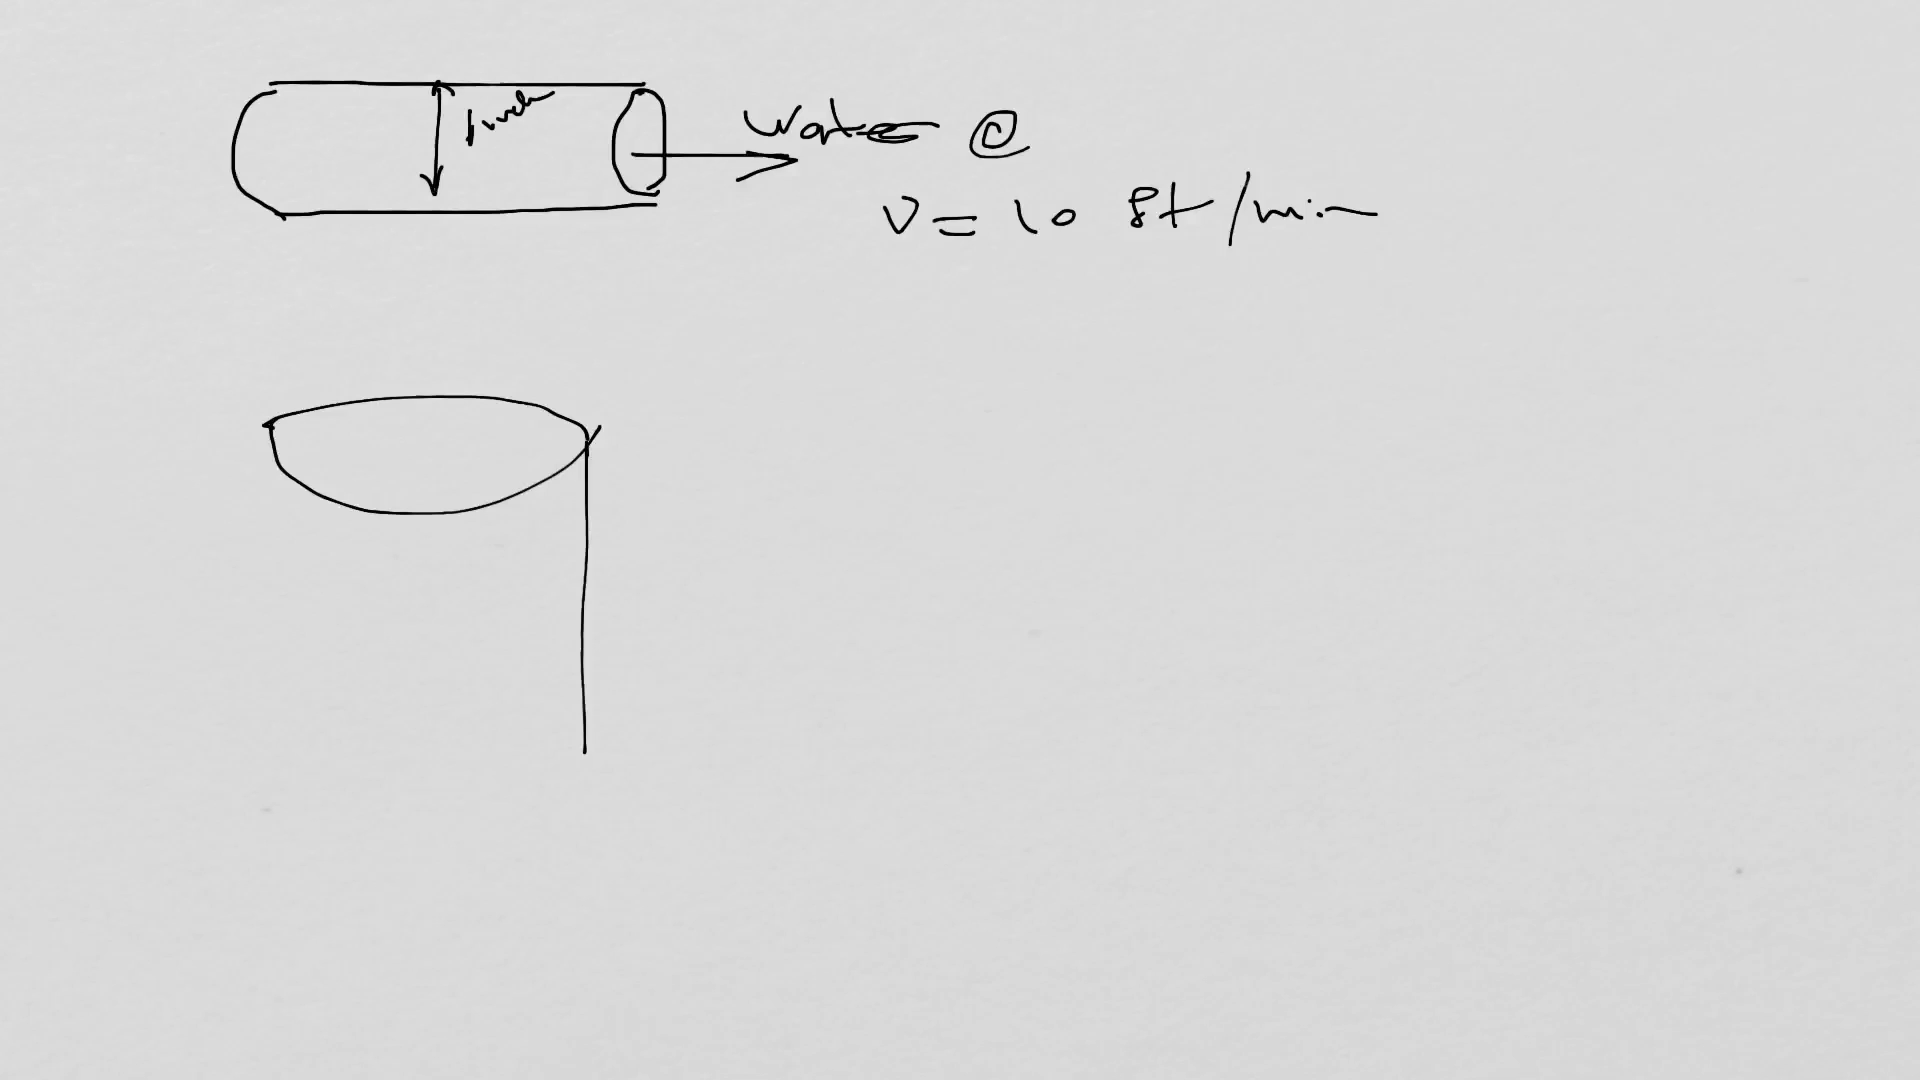 1 inch
Water @
V = 10 ft/min